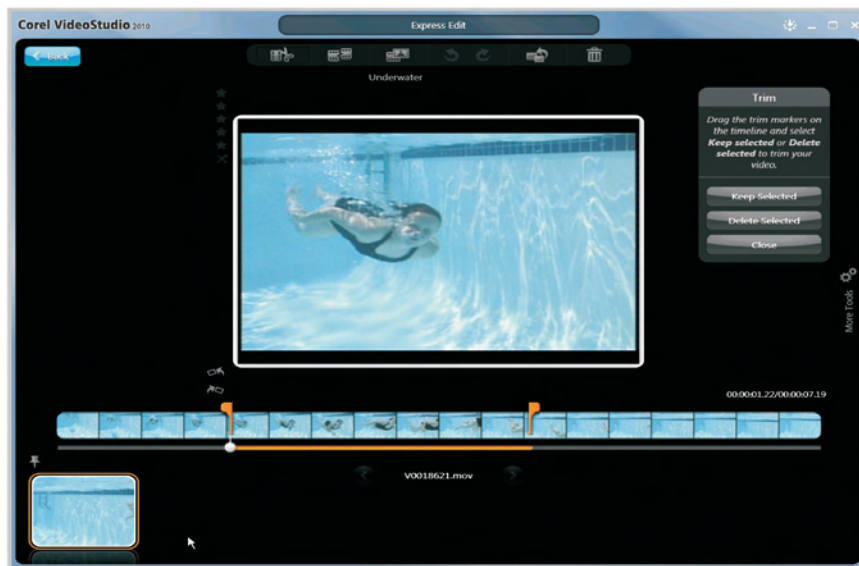 Corel VideoStudio 2010
Express Edit
Back
Underwater
Trim
Drag the trim markers on
the timeline and select
Keep selected or Delete
selected to trim your
video.
Keep Selected
Delete Selected
Close
More Tools
00:00:01.22/00:00:07.19
V0018621.mov